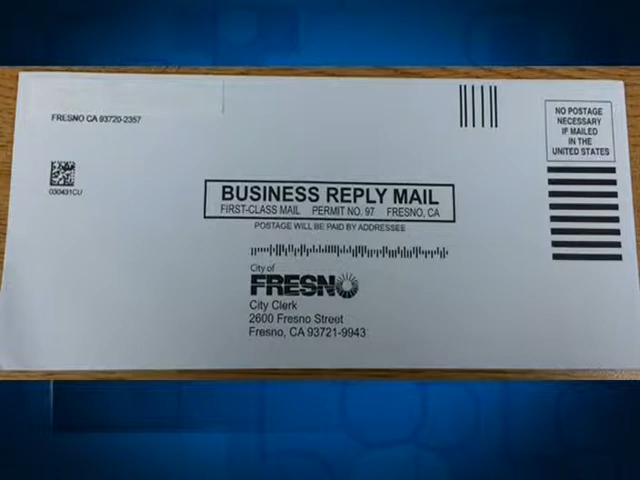 FRESNO CA 93720-2357
030431CU
NO POSTAGE
NECESSARY
IF MAILED
IN THE
UNITED STATES
BUSINESS REPLY MAIL
FIRST-CLASS MAIL PERMIT NO. 97 FRESNO, CA
POSTAGE WILL BE PAID BY ADDRESSEE
City of
FRESNO
City Clerk
2600 Fresno Street
Fresno, CA 93721-9943